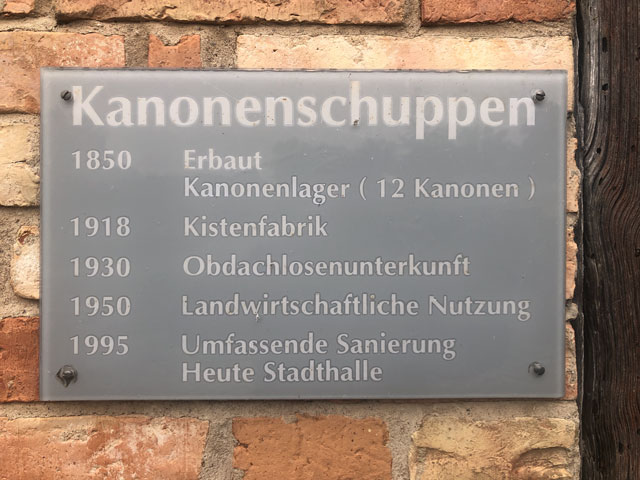 Kanonenschuppen
1850 Erbaut
Kanonenlager ( 12 Kanonen )
1918 Kistenfabrik
1930 Obdachlosenunterkunft
1950 Landwirtschaftliche Nutzung
1995 Umfassende Sanierung
Heute Stadthalle